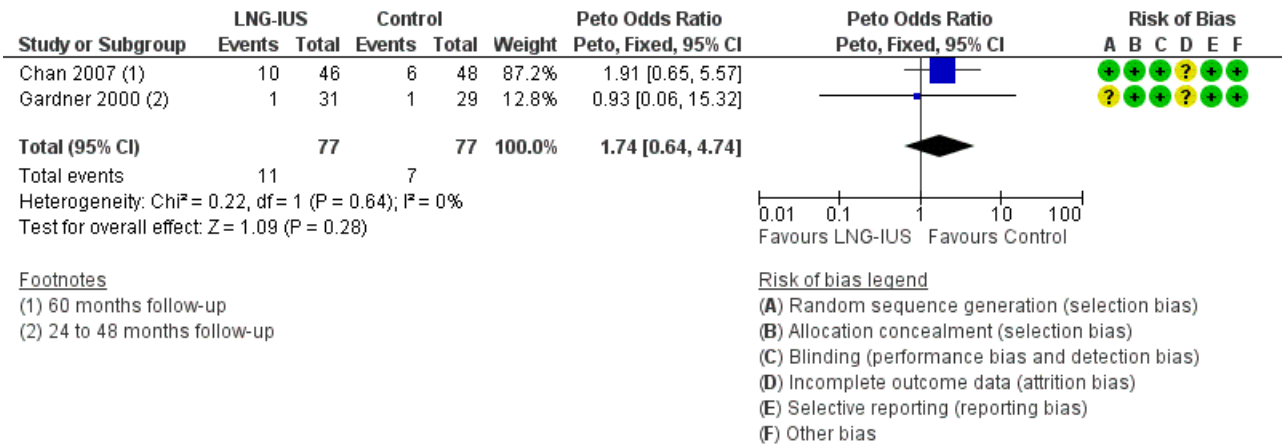 LNG-IUS Control Peto Odds Ratio Peto Odds Ratio Risk of Bias
Study or Subgroup Events Total Events Total Weight Peto, Fixed, 95% CI Peto, Fixed, 95% CI A B C D E F
Chan 2007 (1) 10 46 6 48 87.2% 1.91 [0.65, 5.57] + + + ? + +
Gardner 2000 (2) 1 31 1 29 12.8% 0.93 [0.06, 15.32] ? + + ? + +
Total (95% CI) 77 77 100.0% 1.74 [0.64, 4.74]
Total events 11 7
Heterogeneity: Chi² = 0.22, df = 1 (P = 0.64); I² = 0%
Test for overall effect: Z = 1.09 (P = 0.28)
0.01 0.1 1 10 100
Favours LNG-IUS Favours Control
Footnotes
(1) 60 months follow-up
(2) 24 to 48 months follow-up
Risk of bias legend
(A) Random sequence generation (selection bias)
(B) Allocation concealment (selection bias)
(C) Blinding (performance bias and detection bias)
(D) Incomplete outcome data (attrition bias)
(E) Selective reporting (reporting bias)
(F) Other bias